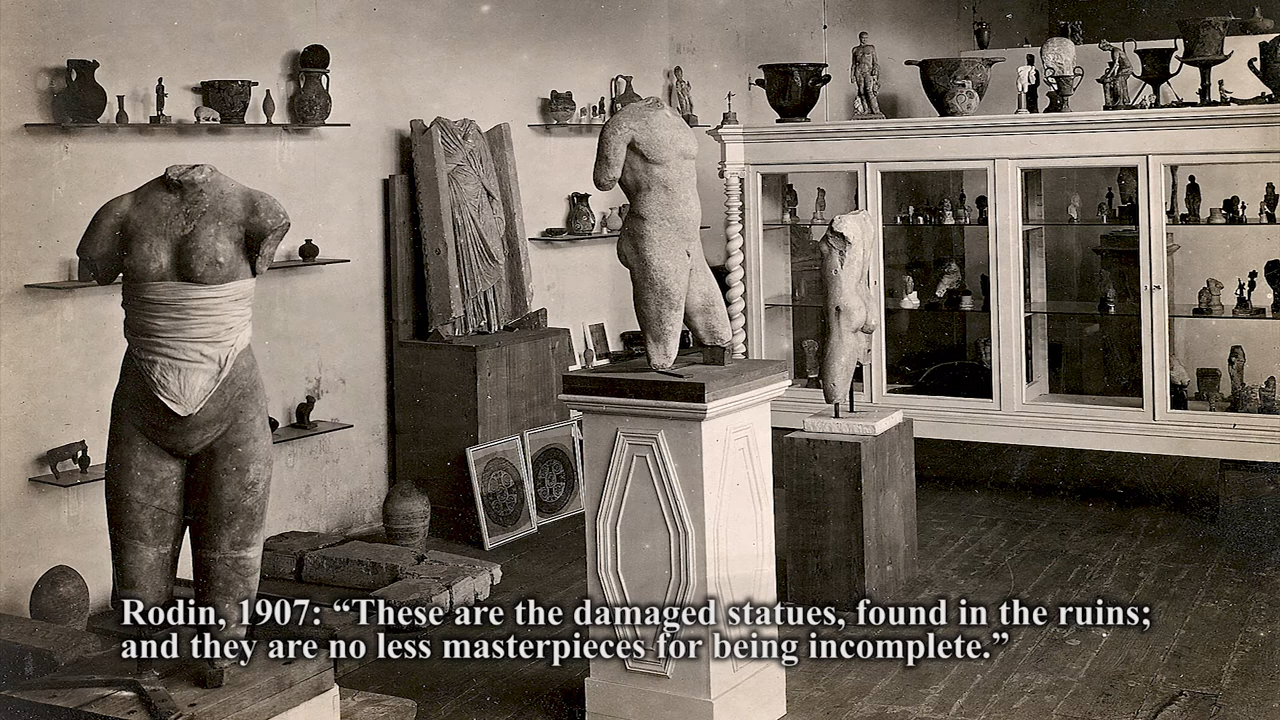 Rodin, 1907: “These are the damaged statues, found in the ruins;
and they are no less masterpieces for being incomplete.”